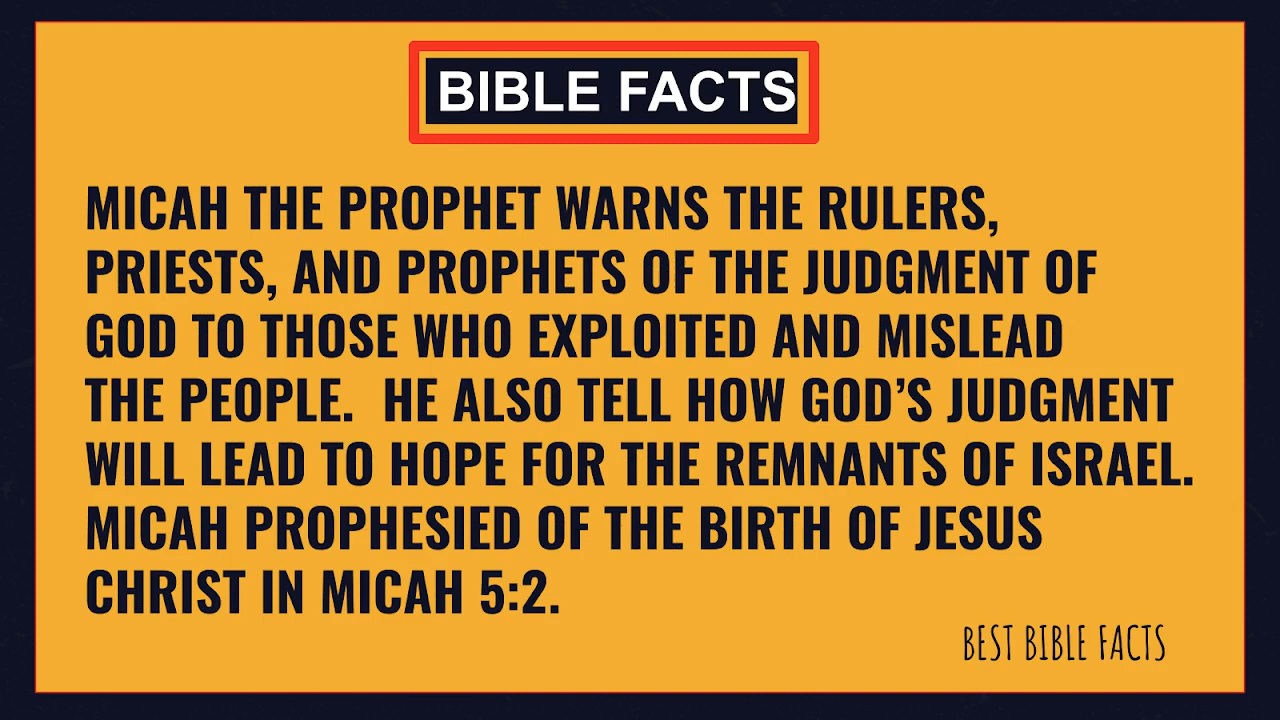 BIBLE FACTS
MICAH THE PROPHET WARNS THE RULERS,
PRIESTS, AND PROPHETS OF THE JUDGMENT OF
GOD TO THOSE WHO EXPLOITED AND MISLEAD
THE PEOPLE.  HE ALSO TELL HOW GOD’S JUDGMENT
WILL LEAD TO HOPE FOR THE REMNANTS OF ISRAEL.
MICAH PROPHESIED OF THE BIRTH OF JESUS
CHRIST IN MICAH 5:2.
BEST BIBLE FACTS